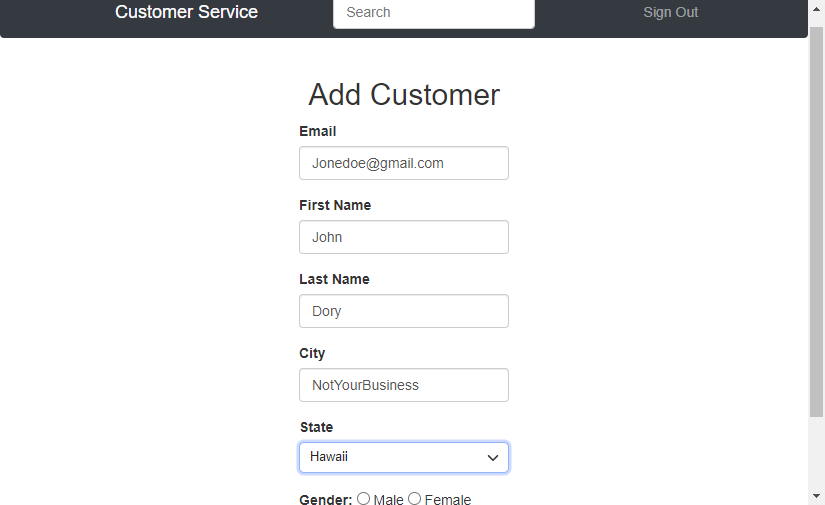 Customer Service Search Sign Out
Add Customer
Email
Jonedoe@gmail.com
First Name
John
Last Name
Dory
City
NotYourBusiness
State
Hawaii
Gender: Male Female